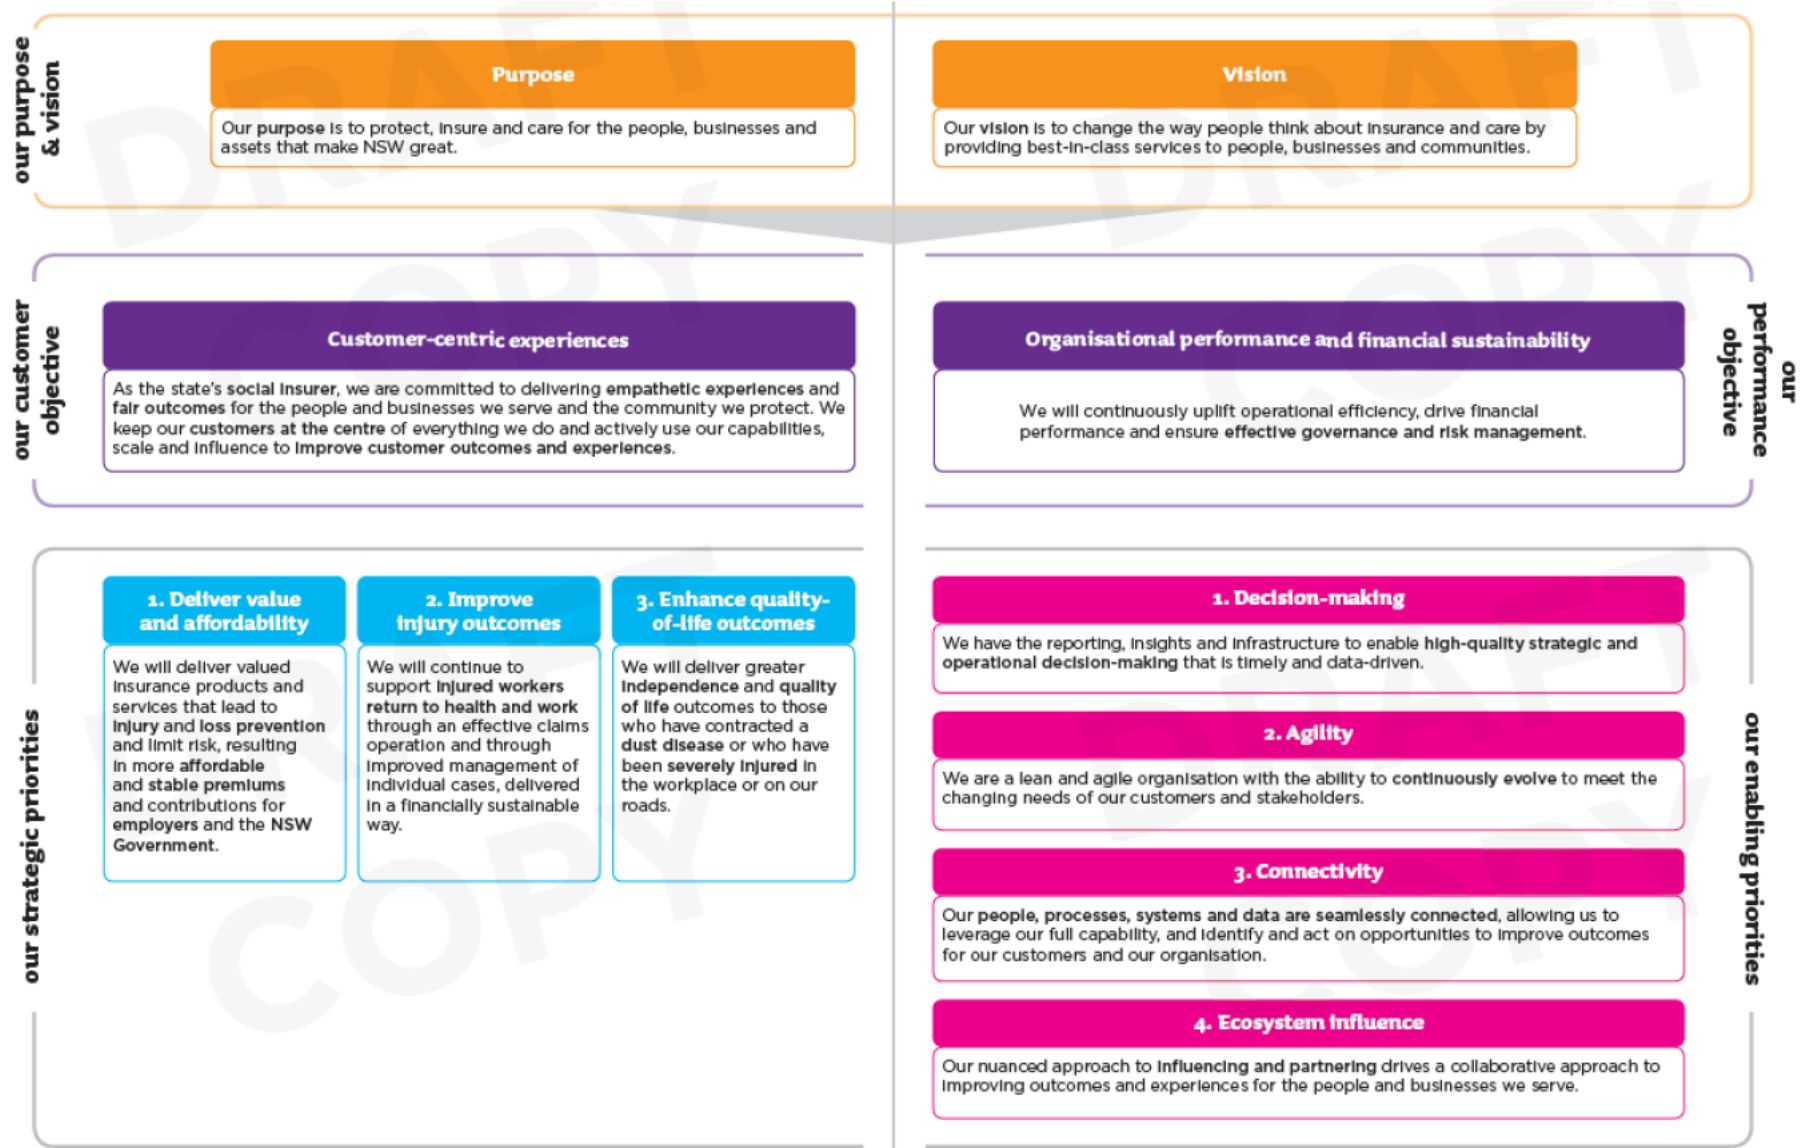 DRAFT
COPY
DRAFT
COPY
our purpose
& vision
Purpose
Our purpose is to protect, insure and care for the people, businesses and
assets that make NSW great.
Vision
Our vision is to change the way people think about insurance and care by
providing best-in-class services to people, businesses and communities.
our customer
objective
Customer-centric experiences
As the state's social insurer, we are committed to delivering empathetic experiences and
fair outcomes for the people and businesses we serve and the community we protect. We
keep our customers at the centre of everything we do and actively use our capabilities,
scale and influence to improve customer outcomes and experiences.
Organisational performance and financial sustainability
We will continuously uplift operational efficiency, drive financial
performance and ensure effective governance and risk management.
our
performance
objective
our strategic priorities
1. Deliver value
and affordability
We will deliver valued
insurance products and
services that lead to
injury and loss prevention
and limit risk, resulting
in more affordable
and stable premiums
and contributions for
employers and the NSW
Government.
2. Improve
injury outcomes
We will continue to
support injured workers
return to health and work
through an effective claims
operation and through
improved management of
individual cases, delivered
in a financially sustainable
way.
3. Enhance quality-
of-life outcomes
We will deliver greater
independence and quality
of life outcomes to those
who have contracted a
dust disease or who have
been severely injured in
the workplace or on our
roads.
DRAFT
COPY
1. Decision-making
We have the reporting, insights and infrastructure to enable high-quality strategic and
operational decision-making that is timely and data-driven.
2. Agility
We are a lean and agile organisation with the ability to continuously evolve to meet the
changing needs of our customers and stakeholders.
3. Connectivity
Our people, processes, systems and data are seamlessly connected, allowing us to
leverage our full capability, and identify and act on opportunities to improve outcomes
for our customers and our organisation.
4. Ecosystem influence
Our nuanced approach to influencing and partnering drives a collaborative approach to
improving outcomes and experiences for the people and businesses we serve.
our enabling priorities
DRAFT
COPY